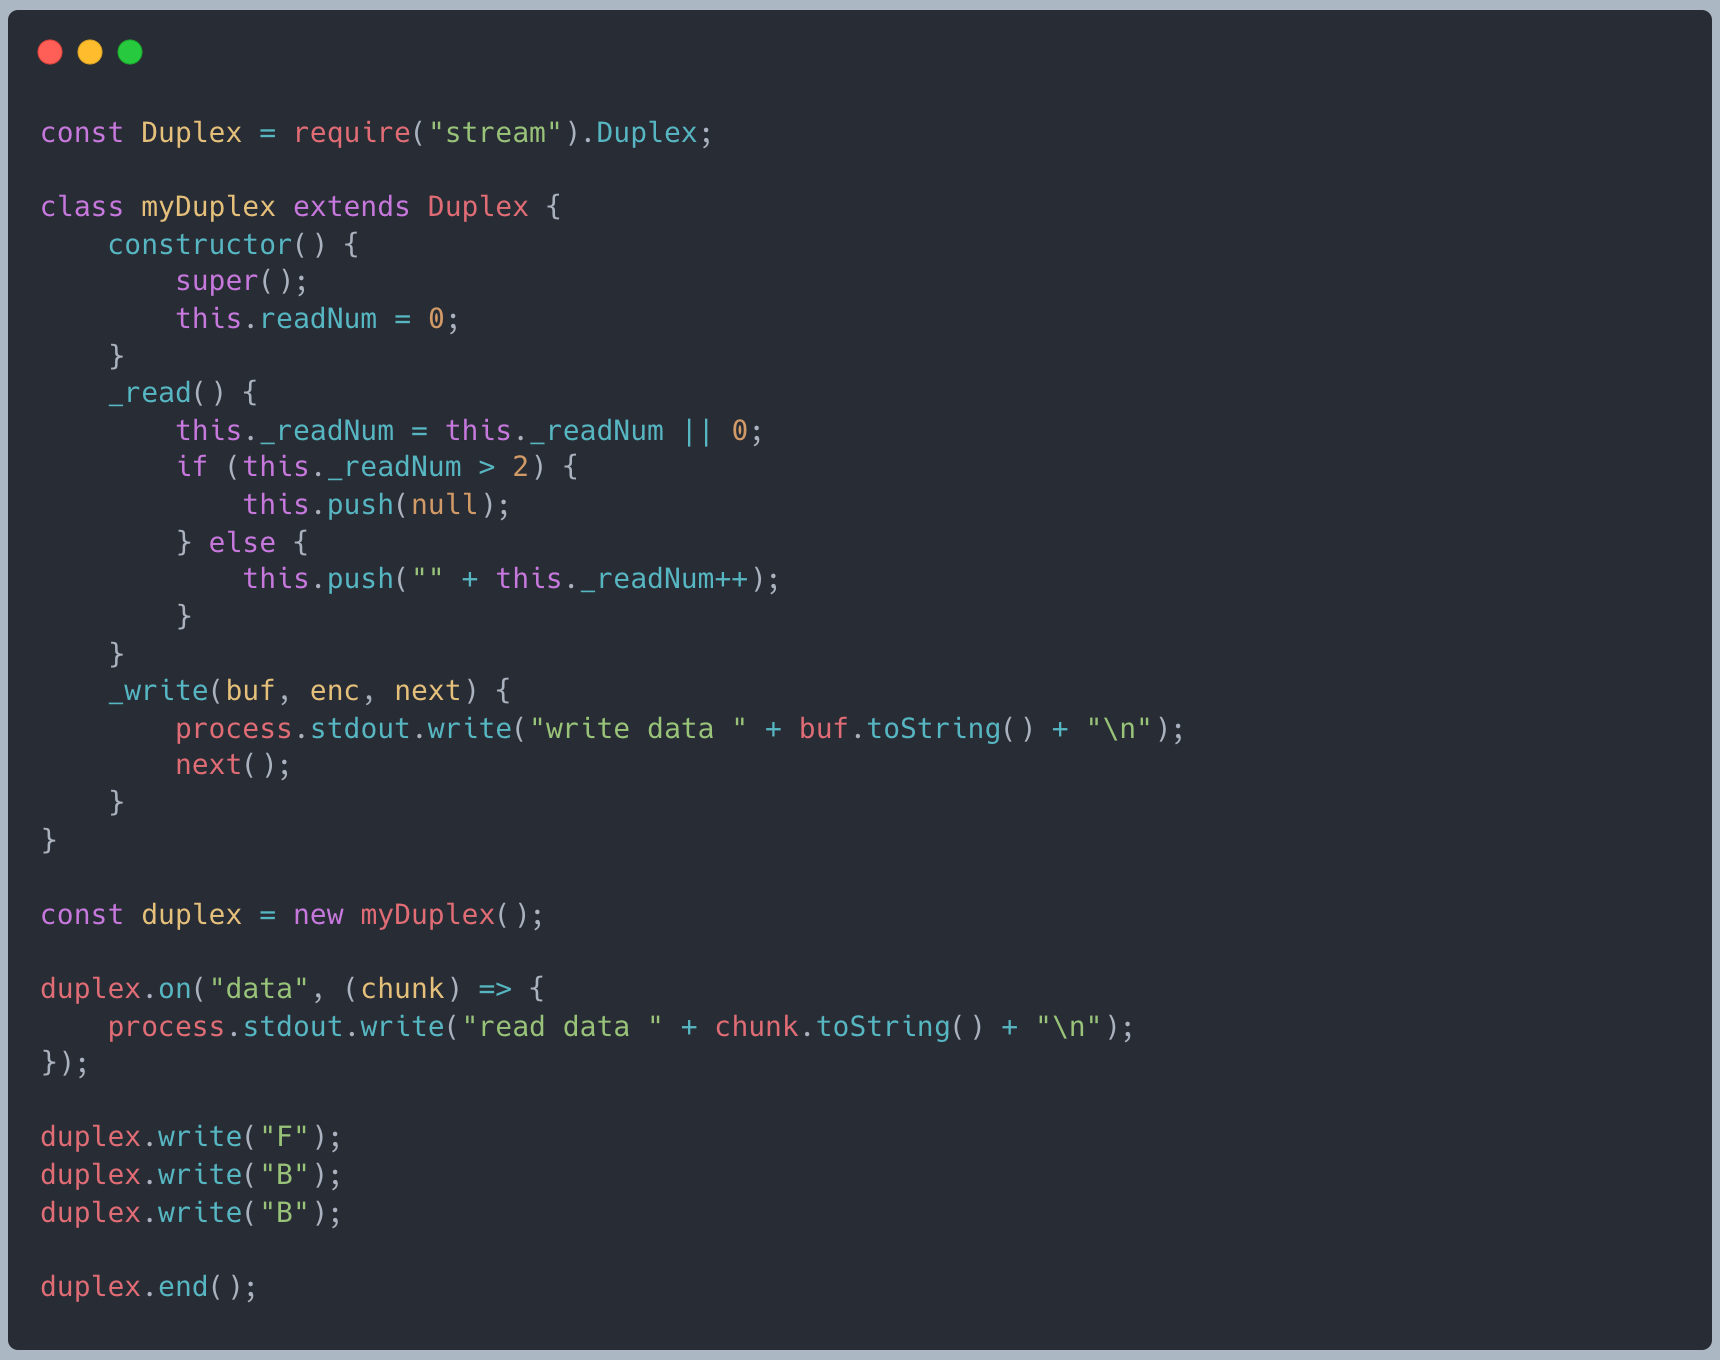 const Duplex = require("stream").Duplex;

class myDuplex extends Duplex {
    constructor() {
        super();
        this.readNum = 0;
    }
    _read() {
        this._readNum = this._readNum || 0;
        if (this._readNum > 2) {
            this.push(null);
        } else {
            this.push("" + this._readNum++);
        }
    }
    _write(buf, enc, next) {
        process.stdout.write("write data " + buf.toString() + "\n");
        next();
    }
}

const duplex = new myDuplex();

duplex.on("data", (chunk) => {
    process.stdout.write("read data " + chunk.toString() + "\n");
});

duplex.write("F");
duplex.write("B");
duplex.write("B");

duplex.end();